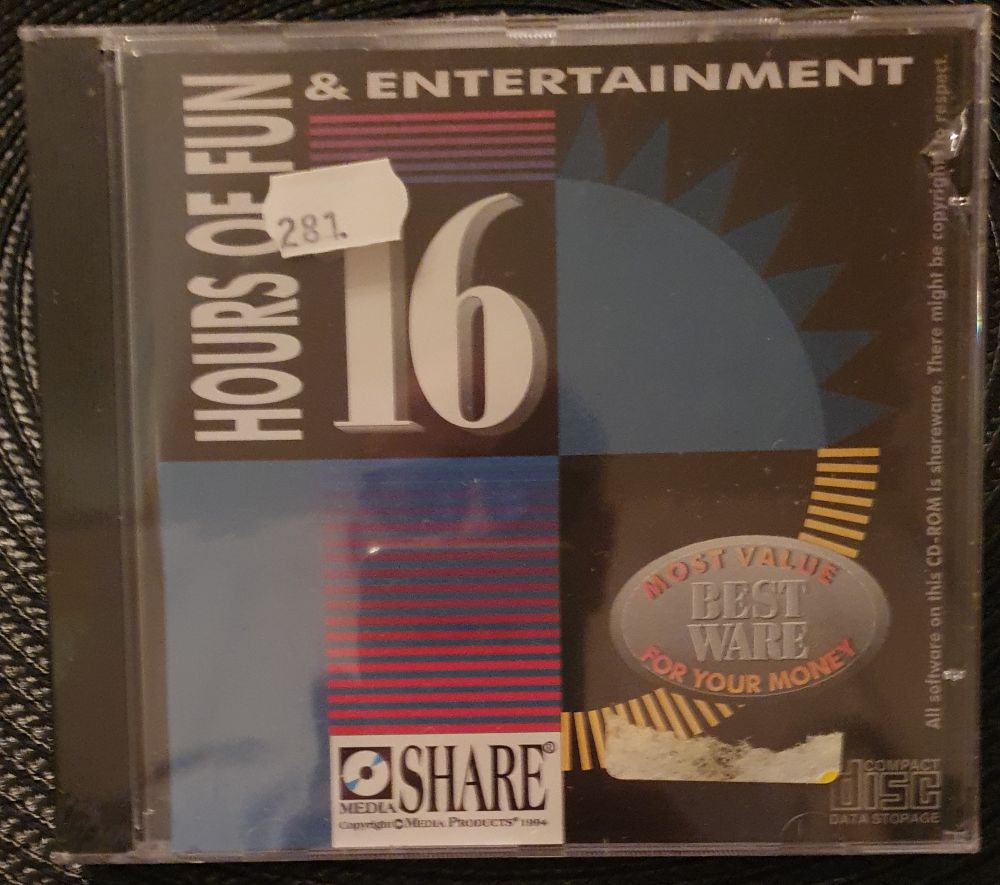 HOURS OF FUN
& ENTERTAINMENT
281.
16
MOST VALUE
BEST
WARE
FOR YOUR MONEY
MEDIA SHARE®
Copyright © MEDIA PRODUCTS® 1994
COMPACT
disc
DATA STORAGE
All software on this CD-ROM is shareware. There might be copyright to respect.